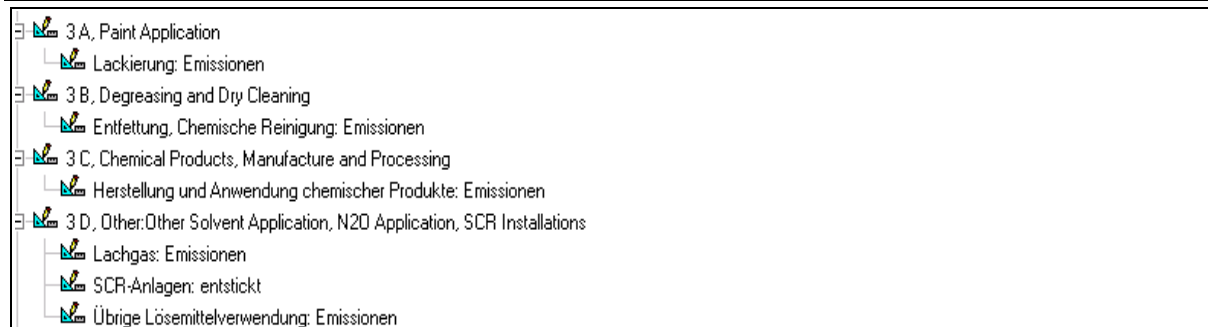 3 A, Paint Application
Lackierung: Emissionen
3 B, Degreasing and Dry Cleaning
Entfettung, Chemische Reinigung: Emissionen
3 C, Chemical Products, Manufacture and Processing
Herstellung und Anwendung chemischer Produkte: Emissionen
3 D, Other:Other Solvent Application, N2O Application, SCR Installations
Lachgas: Emissionen
SCR-Anlagen: entstickt
Übrige Lösemittelverwendung: Emissionen